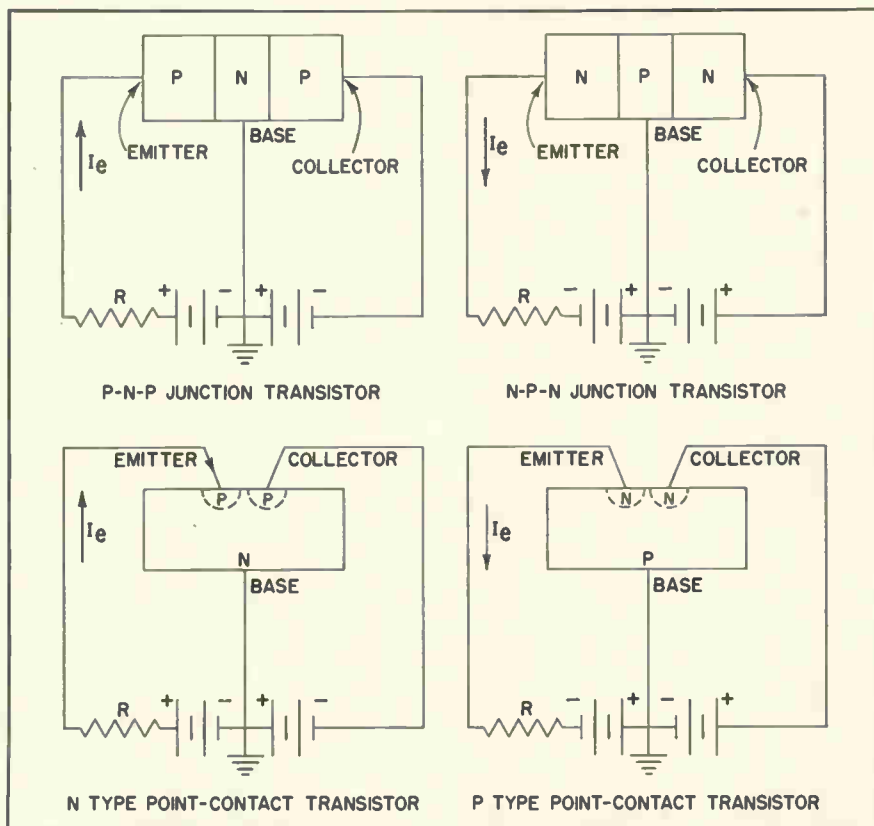 P N P
EMITTER
BASE
COLLECTOR
Ie
R + - + -
P-N-P JUNCTION TRANSISTOR
N P N
EMITTER
BASE
COLLECTOR
Ie
R - + - +
N-P-N JUNCTION TRANSISTOR
EMITTER COLLECTOR
P P
Ie
N
BASE
R + - + -
N TYPE POINT-CONTACT TRANSISTOR
EMITTER COLLECTOR
N N
Ie
P
BASE
R - + - +
P TYPE POINT-CONTACT TRANSISTOR